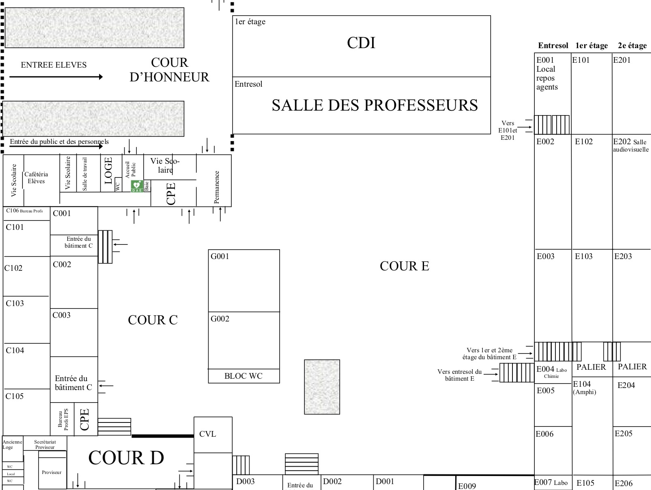 1er étage
CDI
Entresol
SALLE DES PROFESSEURS
ENTREE ELEVES
COUR
D'HONNEUR
Entrée du public et des personnels
Vie Scolaire
Cafétéria
Elèves
Vie Scolaire
Salle de travail
LOGE
WC
Accueil
Public
Vie Sco-
laire
CPE
Permanence
Entresol
1er étage
2e étage
E001
Local
repos
agents
E101
E201
Vers
E101et
E201
E002
E102
E202 Salle
audiovisuelle
E003
E103
E203
Vers 1er et 2ème
étage du bâtiment E
Vers entresol du
bâtiment E
E004 Labo
Chimie
PALIER
PALIER
E005
E104
(Amphi)
E204
E006
E205
E007 Labo
E105
E206
C106 Bureau Profs
C001
C101
Entrée du
bâtiment C
C102
C002
C103
C003
C104
Entrée du
bâtiment C
C105
Bureau
Profs EPS
CPE
COUR C
G001
G002
BLOC WC
COUR E
Ancienne
Loge
Secrétariat
Proviseur
WC
Local
WC
Proviseur
COUR D
CVL
D003
Entrée du
D002
D001
E009